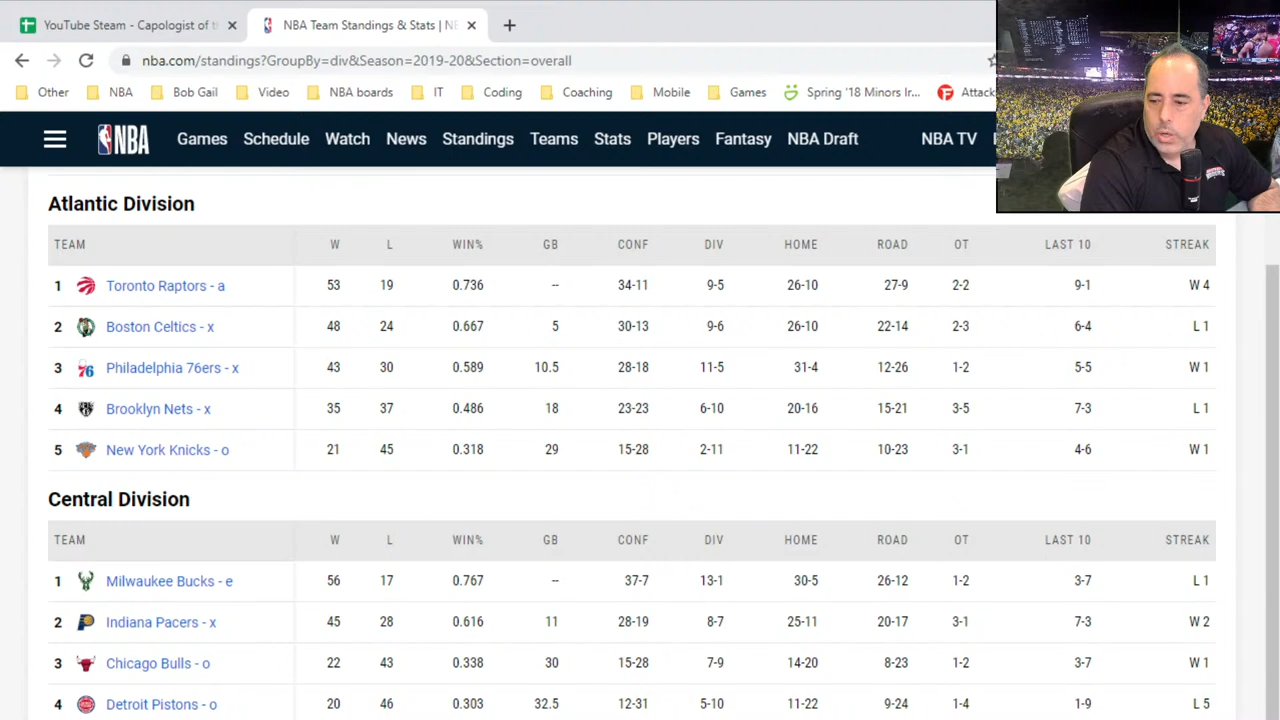 YouTube Steam - Capologist of t
NBA Team Standings & Stats | NB
nba.com/standings?GroupBy=div&Season=2019-20&Section=overall
Other NBA Bob Gail Video NBA boards IT Coding Coaching Mobile Games Spring '18 Minors Ir... Attack
NBA Games Schedule Watch News Standings Teams Stats Players Fantasy NBA Draft NBA TV
Atlantic Division
TEAM W L WIN% GB CONF DIV HOME ROAD OT LAST 10 STREAK
1 Toronto Raptors - a 53 19 0.736 -- 34-11 9-5 26-10 27-9 2-2 9-1 W 4
2 Boston Celtics - x 48 24 0.667 5 30-13 9-6 26-10 22-14 2-3 6-4 L 1
3 76 Philadelphia 76ers - x 43 30 0.589 10.5 28-18 11-5 31-4 12-26 1-2 5-5 W 1
4 Brooklyn Nets - x 35 37 0.486 18 23-23 6-10 20-16 15-21 3-5 7-3 L 1
5 New York Knicks - o 21 45 0.318 29 15-28 2-11 11-22 10-23 3-1 4-6 W 1
Central Division
TEAM W L WIN% GB CONF DIV HOME ROAD OT LAST 10 STREAK
1 Milwaukee Bucks - e 56 17 0.767 -- 37-7 13-1 30-5 26-12 1-2 3-7 L 1
2 Indiana Pacers - x 45 28 0.616 11 28-19 8-7 25-11 20-17 3-1 7-3 W 2
3 Chicago Bulls - o 22 43 0.338 30 15-28 7-9 14-20 8-23 1-2 3-7 W 1
4 Detroit Pistons - o 20 46 0.303 32.5 12-31 5-10 11-22 9-24 1-4 1-9 L 5